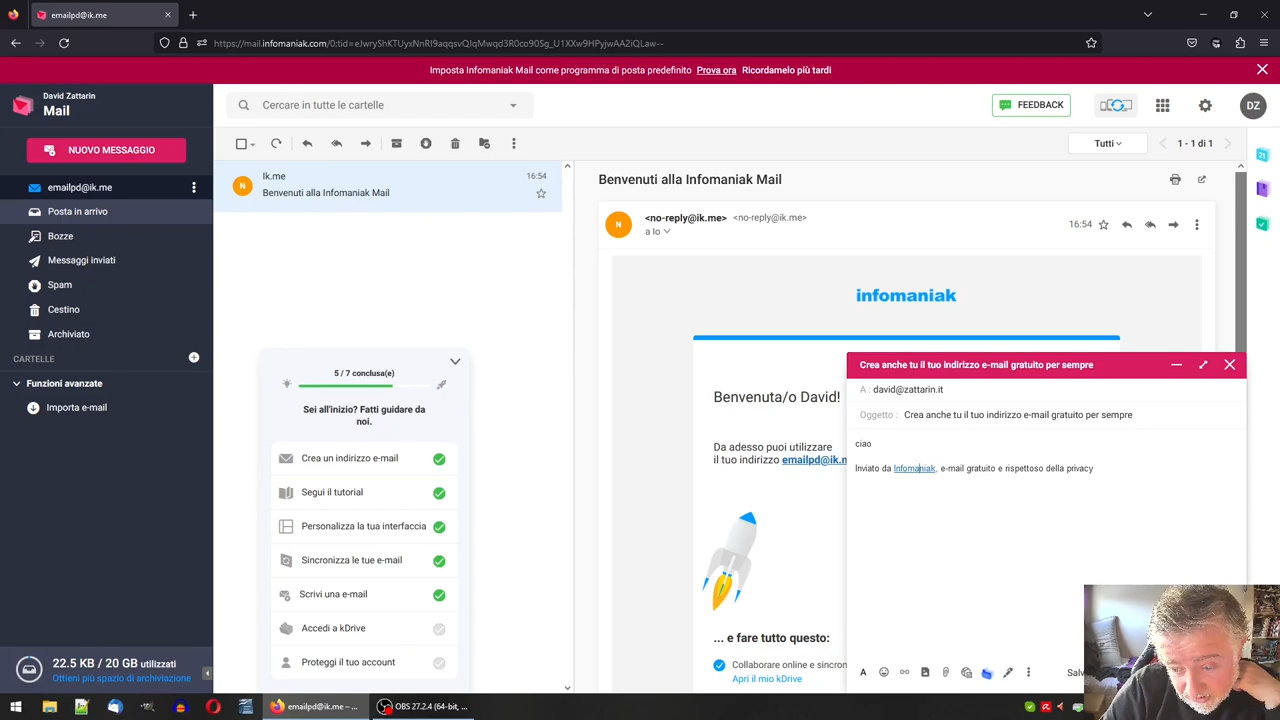 emailpd@ik.me
https://mail.infomaniak.com/0:tid=eJwryShKTUyxNnRI9aqqsvQIqMwqd3R0co90Sg_U1XXw9HPyjwAA2iQLaw--
Imposta Infomaniak Mail come programma di posta predefinito Prova ora Ricordamelo più tardi
David Zattarin
Mail
Cercare in tutte le cartelle
FEEDBACK
DZ
NUOVO MESSAGGIO
Tutti
1 - 1 di 1
emailpd@ik.me
Posta in arrivo
Bozze
Messaggi inviati
Spam
Cestino
Archiviato
CARTELLE
Funzioni avanzate
Importa e-mail
22.5 KB / 20 GB utilizzati
Ottieni più spazio di archiviazione
N
Ik.me
16:54
Benvenuti alla Infomaniak Mail
5 / 7 conclusa(e)
Sei all'inizio? Fatti guidare da
noi.
Crea un indirizzo e-mail
Segui il tutorial
Personalizza la tua interfaccia
Sincronizza le tue e-mail
Scrivi una e-mail
Accedi a kDrive
Proteggi il tuo account
Benvenuti alla Infomaniak Mail
N
<no-reply@ik.me> <no-reply@ik.me>
16:54
a Io
infomaniak
Benvenuta/o David!
Da adesso puoi utilizzare
il tuo indirizzo emailpd@ik.m
... e fare tutto questo:
Collaborare online e sincron
Apri il mio kDrive
Crea anche tu il tuo indirizzo e-mail gratuito per sempre
A : david@zattarin.it
Oggetto : Crea anche tu il tuo indirizzo e-mail gratuito per sempre
ciao
Inviato da Infomaniak, e-mail gratuito e rispettoso della privacy
A
Salv
21
emailpd@ik.me – ...
OBS 27.2.4 (64-bit, ...